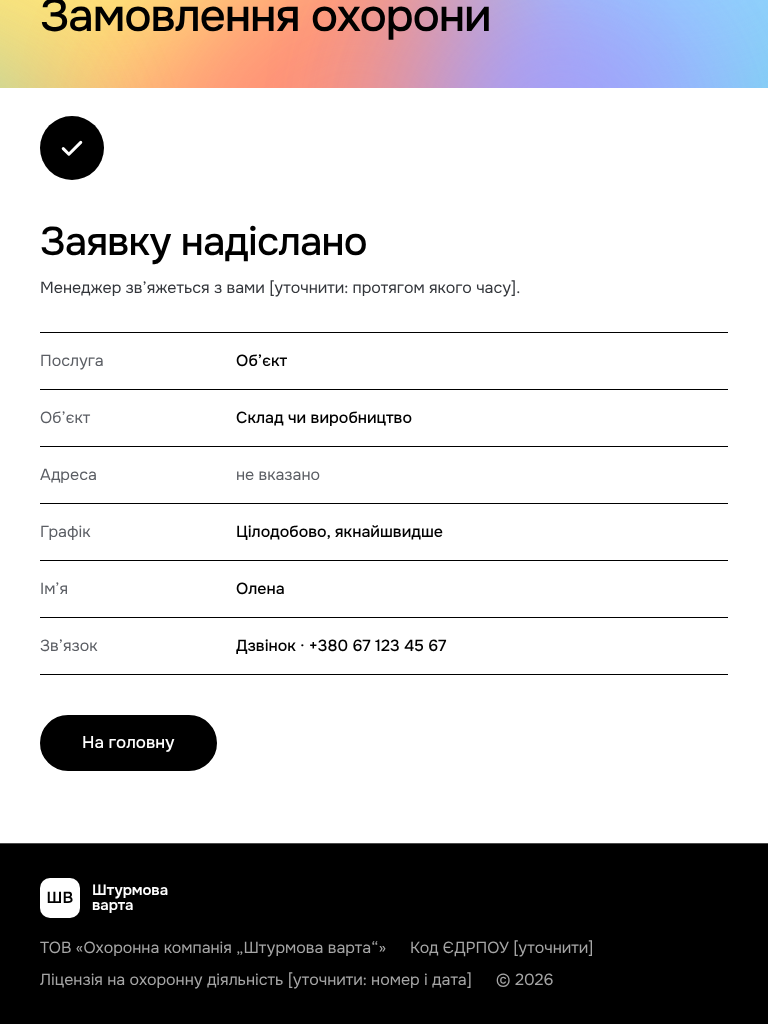 Замовлення охорони
Заявку надіслано
Менеджер зв’яжеться з вами [уточнити: протягом якого часу].
Послуга Об’єкт
Об’єкт Склад чи виробництво
Адреса не вказано
Графік Цілодобово, якнайшвидше
Ім’я Олена
Зв’язок Дзвінок · +380 67 123 45 67
На головну
ШВ Штурмова
варта
ТОВ «Охоронна компанія „Штурмова варта“» Код ЄДРПОУ [уточнити]
Ліцензія на охоронну діяльність [уточнити: номер і дата] © 2026